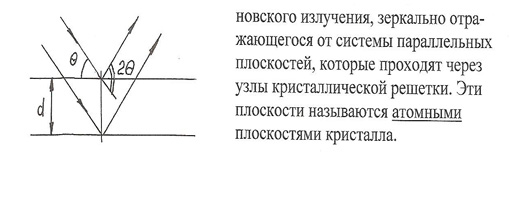 θ
2θ
d
новского излучения, зеркально отра-
жающегося от системы параллельных
плоскостей, которые проходят через
узлы кристаллической решетки. Эти
плоскости называются атомными
плоскостями кристалла.